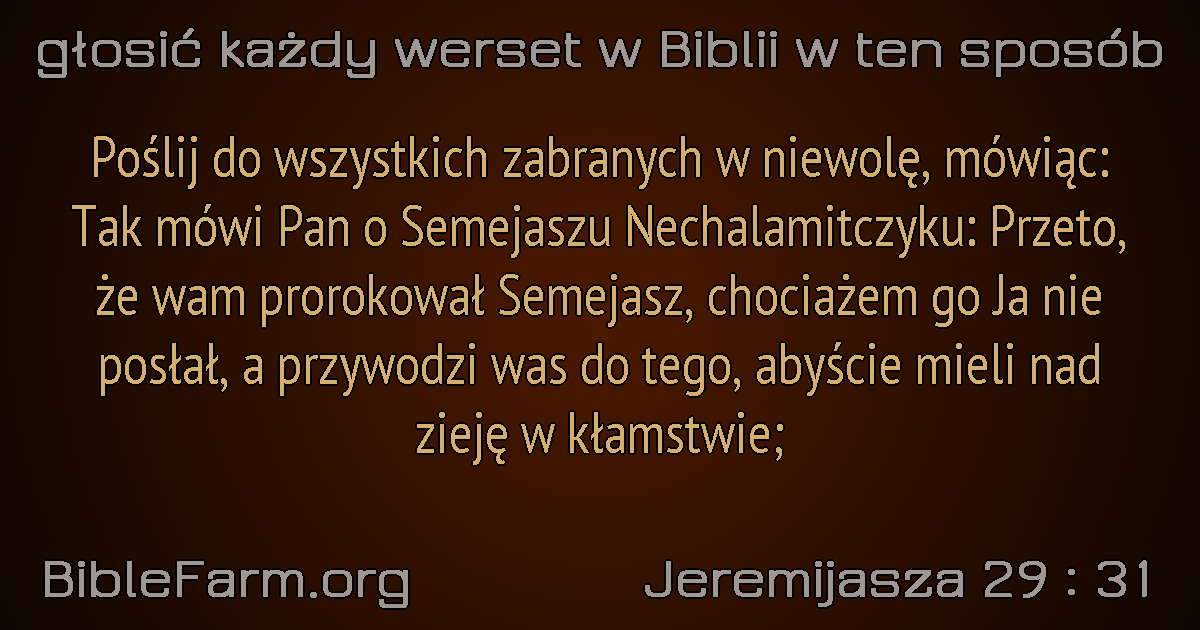 głosić każdy werset w Biblii w ten sposób
Poślij do wszystkich zabranych w niewolę, mówiąc:
Tak mówi Pan o Semejaszu Nechalamitczyku: Przeto,
że wam prorokował Semejasz, chociażem go Ja nie
posłał, a przywodzi was do tego, abyście mieli nad
zieję w kłamstwie;
BibleFarm.org
Jeremijasza 29 : 31